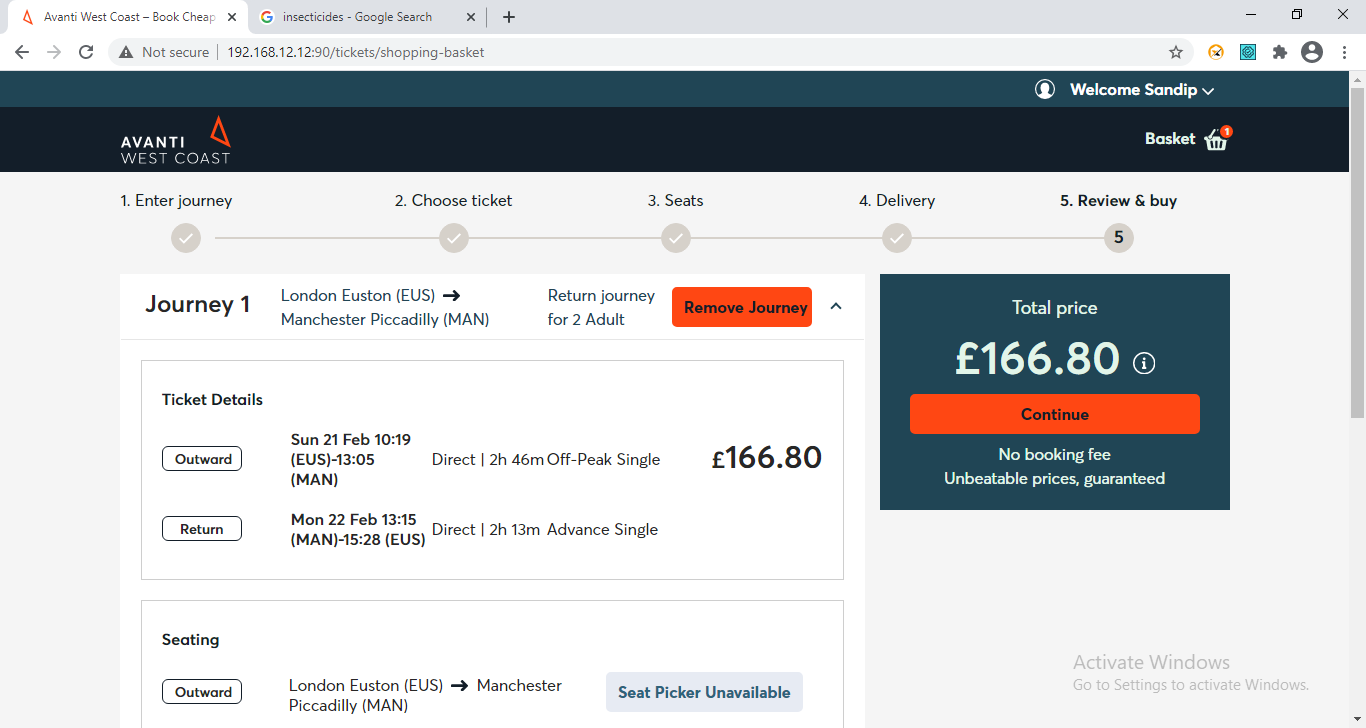 Avanti West Coast – Book Cheap
insecticides - Google Search
Not secure
192.168.12.12:90/tickets/shopping-basket
Welcome Sandip
AVANTI
WEST COAST
Basket
1
1. Enter journey
2. Choose ticket
3. Seats
4. Delivery
5. Review & buy
5
Journey 1
London Euston (EUS) ➔
Manchester Piccadilly (MAN)
Return journey
for 2 Adult
Remove Journey
Total price
£166.80
i
Continue
No booking fee
Unbeatable prices, guaranteed
Ticket Details
Outward
Sun 21 Feb 10:19
(EUS)-13:05
(MAN)
Direct | 2h 46m
Off-Peak Single
£166.80
Return
Mon 22 Feb 13:15
(MAN)-15:28 (EUS)
Direct | 2h 13m
Advance Single
Seating
Outward
London Euston (EUS) ➔ Manchester
Piccadilly (MAN)
Seat Picker Unavailable
Activate Windows
Go to Settings to activate Windows.